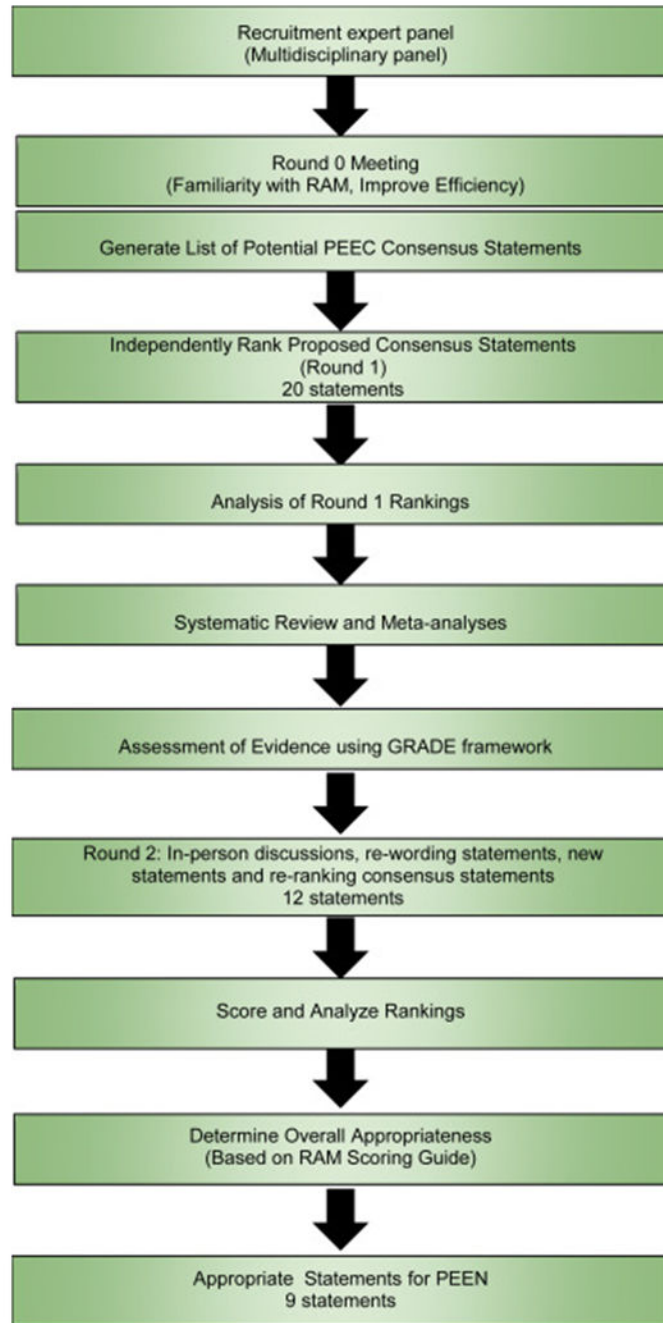 Recruitment expert panel
(Multidisciplinary panel)
Round 0 Meeting
(Familiarity with RAM, Improve Efficiency)
Generate List of Potential PEEC Consensus Statements
Independently Rank Proposed Consensus Statements
(Round 1)
20 statements
Analysis of Round 1 Rankings
Systematic Review and Meta-analyses
Assessment of Evidence using GRADE framework
Round 2: In-person discussions, re-wording statements, new
statements and re-ranking consensus statements
12 statements
Score and Analyze Rankings
Determine Overall Appropriateness
(Based on RAM Scoring Guide)
Appropriate Statements for PEEN
9 statements